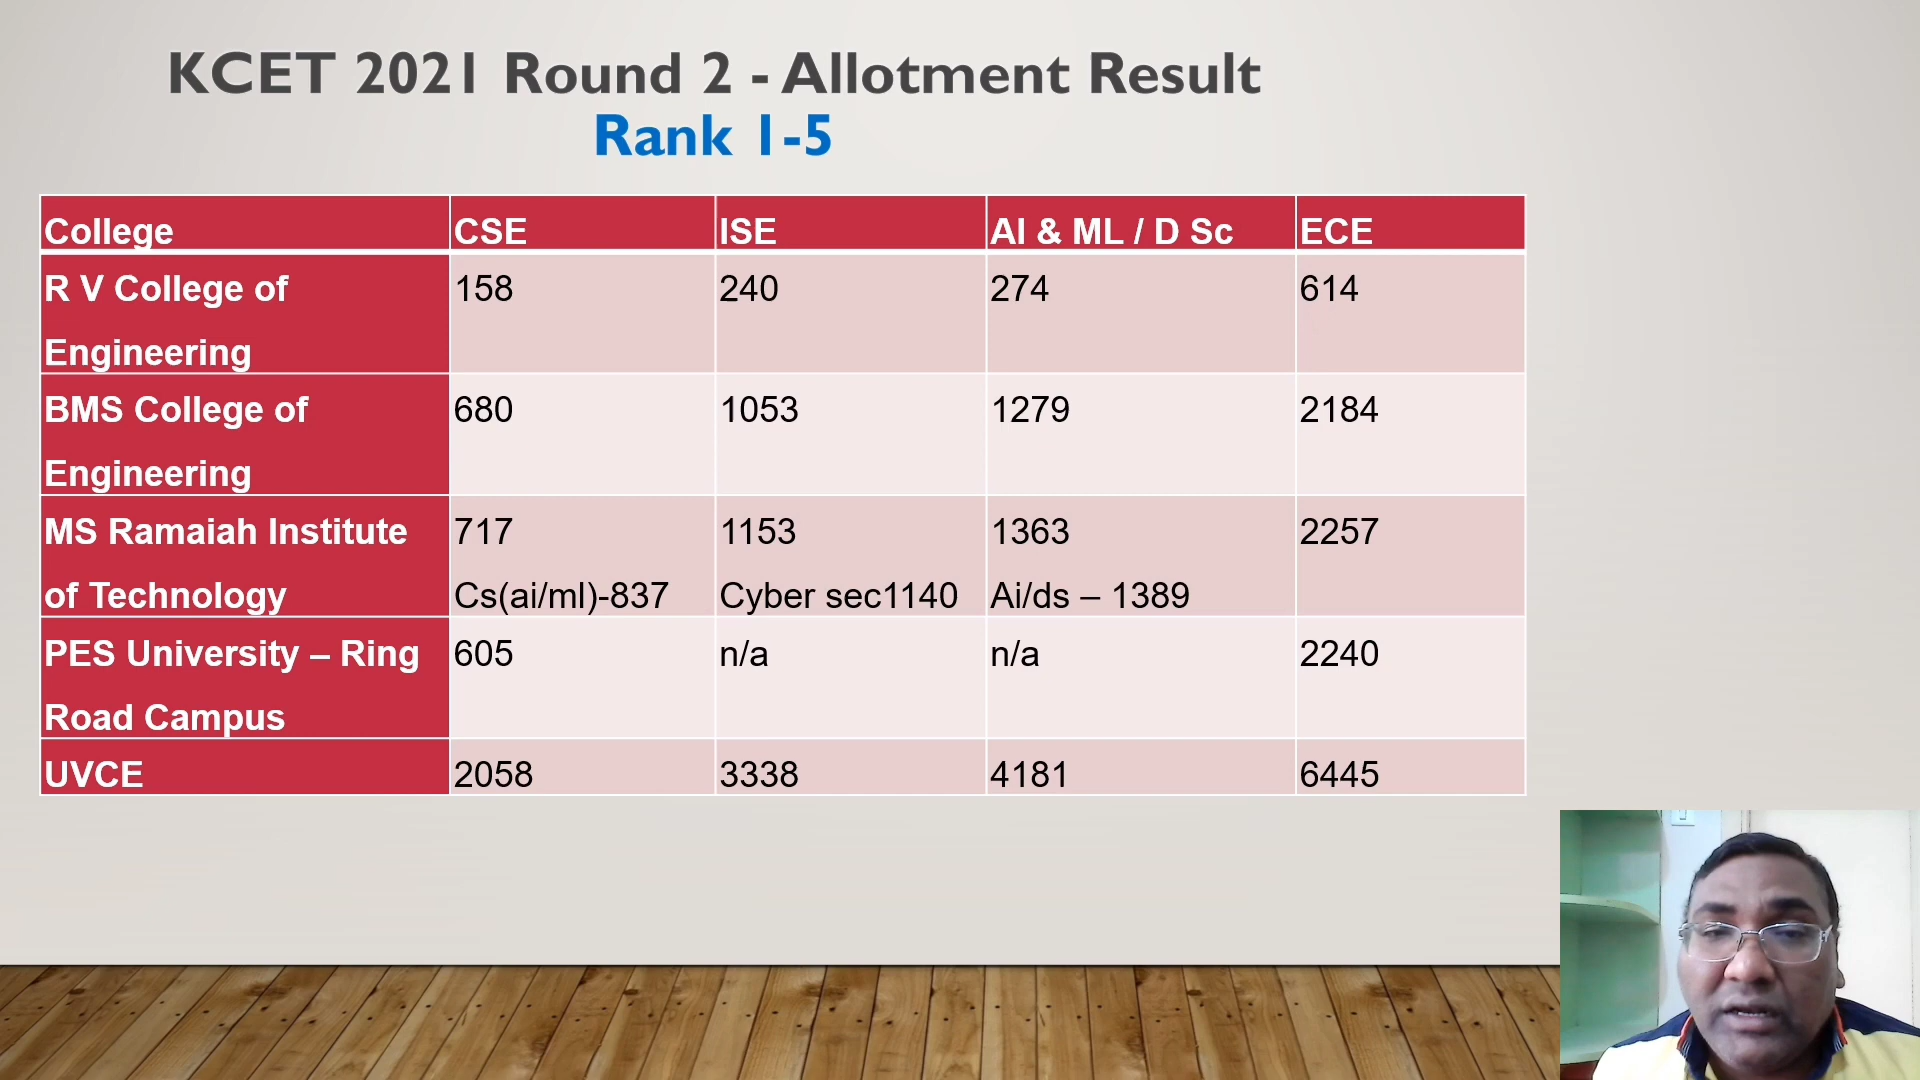 KCET 2021 Round 2 - Allotment Result
Rank 1-5
College CSE ISE AI & ML / D Sc ECE
R V College of 158 240 274 614
Engineering
BMS College of 680 1053 1279 2184
Engineering
MS Ramaiah Institute 717 1153 1363 2257
of Technology Cs(ai/ml)-837 Cyber sec1140 Ai/ds – 1389
PES University – Ring 605 n/a n/a 2240
Road Campus
UVCE 2058 3338 4181 6445